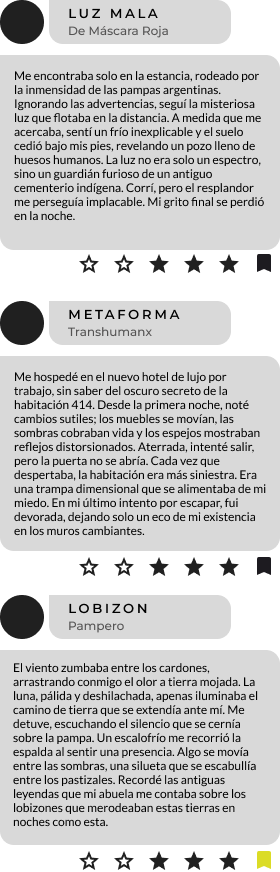 LUZ MALA
De Máscara Roja
Me encontraba solo en la estancia, rodeado por
la inmensidad de las pampas argentinas.
Ignorando las advertencias, seguí la misteriosa
luz que flotaba en la distancia. A medida que me
acercaba, sentí un frío inexplicable y el suelo
cedió bajo mis pies, revelando un pozo lleno de
huesos humanos. La luz no era solo un espectro,
sino un guardián furioso de un antiguo
cementerio indígena. Corrí, pero el resplandor
me perseguía implacable. Mi grito final se perdió
en la noche.
METAFORMA
Transhumanx
Me hospedé en el nuevo hotel de lujo por
trabajo, sin saber del oscuro secreto de la
habitación 414. Desde la primera noche, noté
cambios sutiles; los muebles se movían, las
sombras cobraban vida y los espejos mostraban
reflejos distorsionados. Aterrada, intenté salir,
pero la puerta no se abría. Cada vez que
despertaba, la habitación era más siniestra. Era
una trampa dimensional que se alimentaba de mi
miedo. En mi último intento por escapar, fui
devorada, dejando solo un eco de mi existencia
en los muros cambiantes.
LOBIZON
Pampero
El viento zumbaba entre los cardones,
arrastrando conmigo el olor a tierra mojada. La
luna, pálida y deshilachada, apenas iluminaba el
camino de tierra que se extendía ante mí. Me
detuve, escuchando el silencio que se cernía
sobre la pampa. Un escalofrío me recorrió la
espalda al sentir una presencia. Algo se movía
entre las sombras, una silueta que se escabullía
entre los pastizales. Recordé las antiguas
leyendas que mi abuela me contaba sobre los
lobizones que merodeaban estas tierras en
noches como esta.